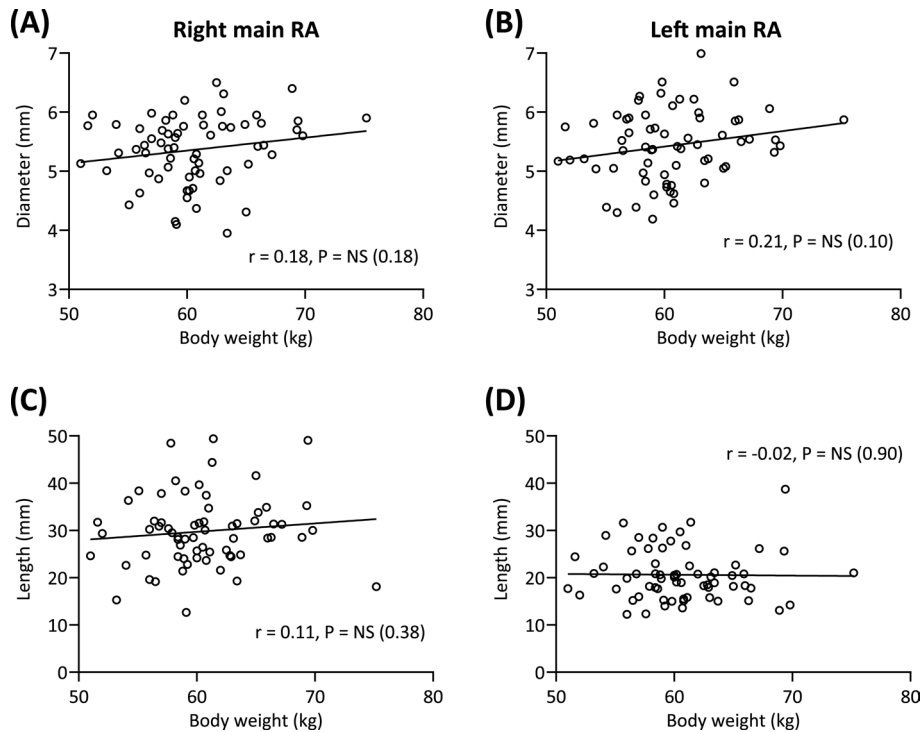 (A)
Right main RA
7
6
5
4
3
Diameter (mm)
r = 0.18, P = NS (0.18)
50
60
70
80
Body weight (kg)
(B)
Left main RA
7
6
5
4
3
Diameter (mm)
r = 0.21, P = NS (0.10)
50
60
70
80
Body weight (kg)
(C)
50
40
30
20
10
0
Length (mm)
r = 0.11, P = NS (0.38)
50
60
70
80
Body weight (kg)
(D)
50
40
30
20
10
0
Length (mm)
r = -0.02, P = NS (0.90)
50
60
70
80
Body weight (kg)